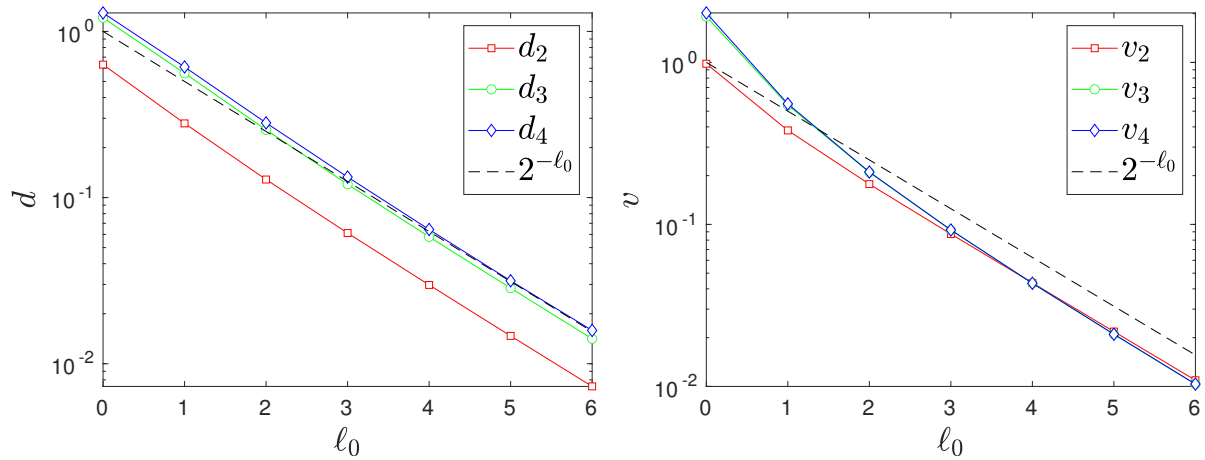 10^0
10^{-1}
10^{-2}
d
0 1 2 3 4 5 6
ℓ_0
d_2
d_3
d_4
2^{-ℓ_0}
10^0
10^{-1}
10^{-2}
v
0 1 2 3 4 5 6
ℓ_0
v_2
v_3
v_4
2^{-ℓ_0}